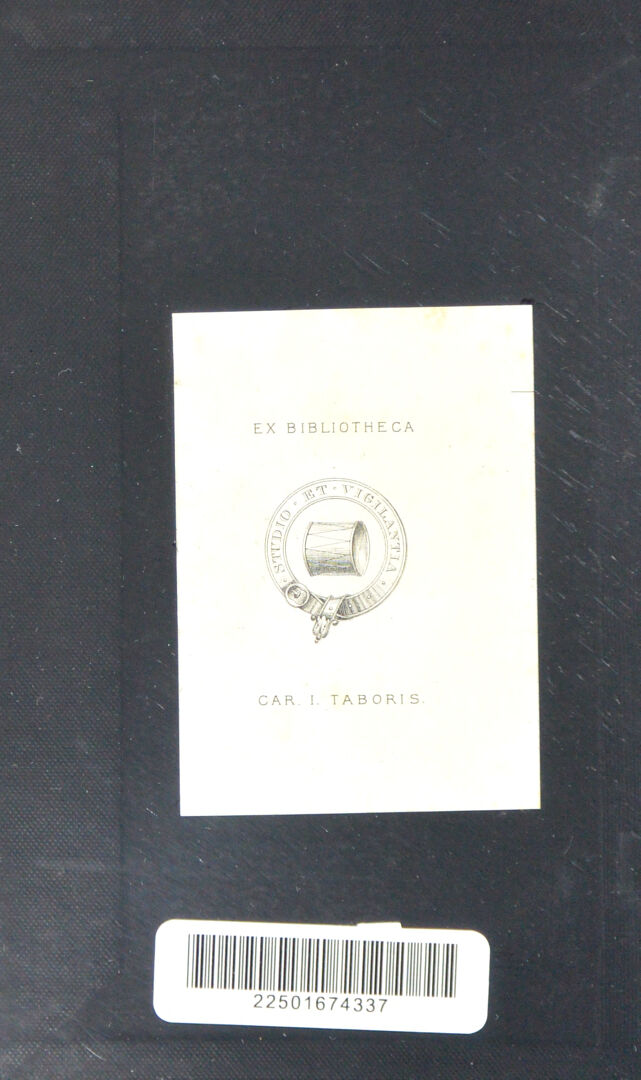 EX BIBLIOTHECA
· STUDIO · ET · VIGILANTIA ·
CAR. I. TABORIS.
22501674337